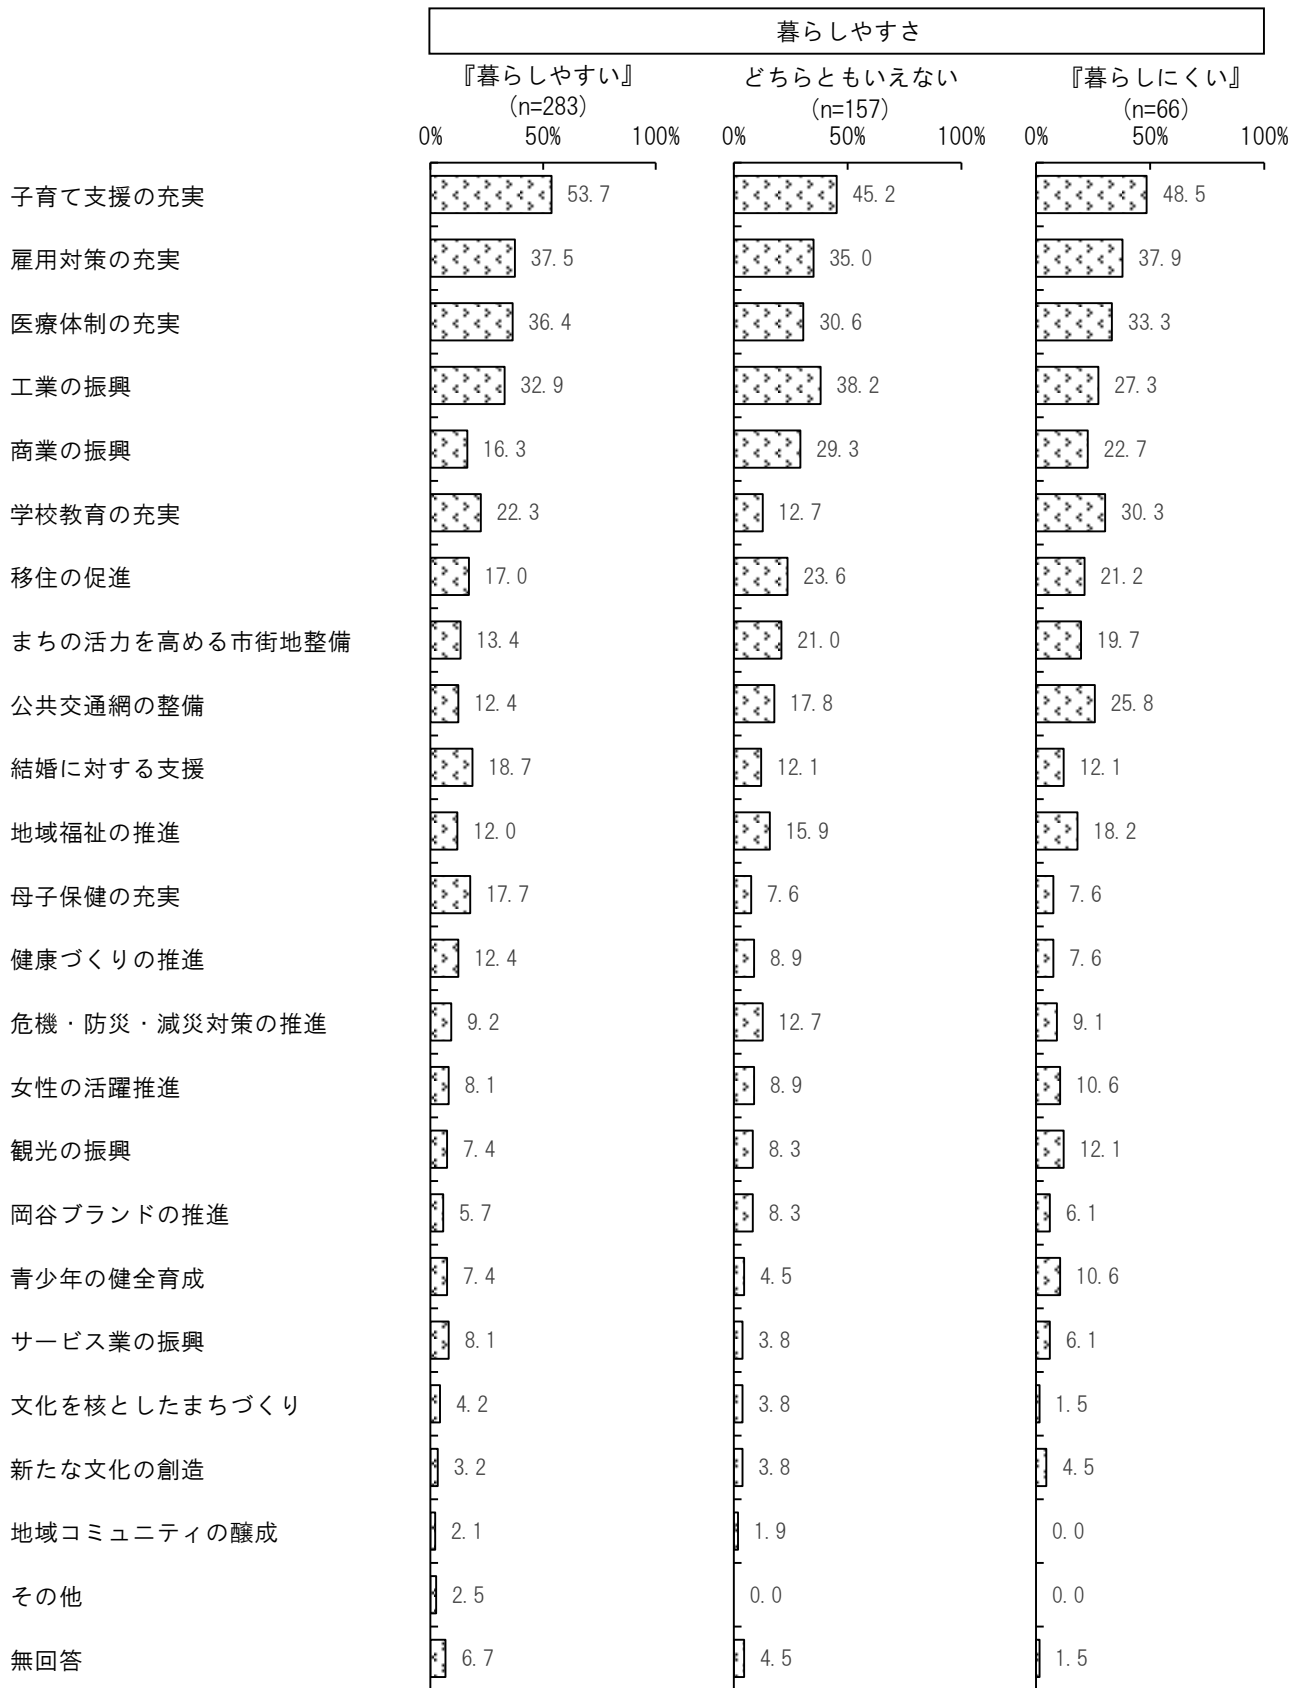 暮らしやすさ
『暮らしやすい』 どちらともいえない 『暮らしにくい』
(n=283) (n=157) (n=66)
0% 50% 100% 0% 50% 100% 0% 50% 100%
子育て支援の充実 53.7 45.2 48.5
雇用対策の充実 37.5 35.0 37.9
医療体制の充実 36.4 30.6 33.3
工業の振興 32.9 38.2 27.3
商業の振興 16.3 29.3 22.7
学校教育の充実 22.3 12.7 30.3
移住の促進 17.0 23.6 21.2
まちの活力を高める市街地整備 13.4 21.0 19.7
公共交通網の整備 12.4 17.8 25.8
結婚に対する支援 18.7 12.1 12.1
地域福祉の推進 12.0 15.9 18.2
母子保健の充実 17.7 7.6 7.6
健康づくりの推進 12.4 8.9 7.6
危機・防災・減災対策の推進 9.2 12.7 9.1
女性の活躍推進 8.1 8.9 10.6
観光の振興 7.4 8.3 12.1
岡谷ブランドの推進 5.7 8.3 6.1
青少年の健全育成 7.4 4.5 10.6
サービス業の振興 8.1 3.8 6.1
文化を核としたまちづくり 4.2 3.8 1.5
新たな文化の創造 3.2 3.8 4.5
地域コミュニティの醸成 2.1 1.9 0.0
その他 2.5 0.0 0.0
無回答 6.7 4.5 1.5